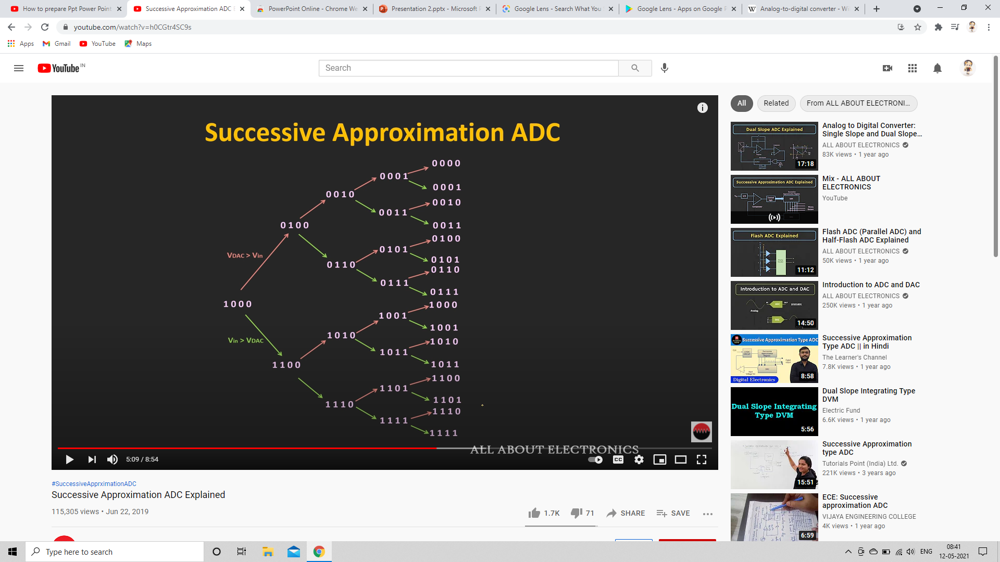 How to prepare Ppt Power Point
Successive Approximation ADC E
PowerPoint Online - Chrome We
Presentation 2.pptx - Microsoft P
Google Lens - Search What You S
Google Lens - Apps on Google P
Analog-to-digital converter - Wi
youtube.com/watch?v=h0CGtr4SC9s
Apps
Gmail
YouTube
Maps
YouTube IN
Search
Successive Approximation ADC
0000
0001
0001
0010
0010
0011
0011
0100
0100
0101
0101
0110
0110
0111
0111
VDAC > Vin
1000
Vin > VDAC
1000
1001
1001
1010
1010
1011
1011
1100
1100
1101
1101
1110
1110
1111
1111
ALL ABOUT ELECTRONICS
5:09 / 8:54
CC
#SuccessiveApprximationADC
Successive Approximation ADC Explained
115,305 views • Jun 22, 2019
1.7K
71
SHARE
SAVE
All
Related
From ALL ABOUT ELECTRONI...
Dual Slope ADC Explained
17:18
Analog to Digital Converter:
Single Slope and Dual Slope...
ALL ABOUT ELECTRONICS
83K views • 1 year ago
Successive Approximation ADC Explained
Mix - ALL ABOUT
ELECTRONICS
YouTube
Flash ADC Explained
11:12
Flash ADC (Parallel ADC) and
Half-Flash ADC Explained
ALL ABOUT ELECTRONICS
50K views • 1 year ago
Introduction to ADC and DAC
Analog
ADC
10101001
DAC
14:50
Introduction to ADC and DAC
ALL ABOUT ELECTRONICS
250K views • 1 year ago
Successive Approximation Type ADC
Digital Electronics
8:58
Successive Approximation
Type ADC || in Hindi
The Learner's Channel
7.8K views • 1 year ago
Dual Slope Integrating
Type DVM
5:56
Dual Slope Integrating Type
DVM
Electric Fund
6.6K views • 1 year ago
15:51
Successive Approximation
type ADC
Tutorials Point (India) Ltd.
221K views • 3 years ago
6:59
ECE: Successive
approximation ADC
VIJAYA ENGINEERING COLLEGE
4K views • 1 year ago
Type here to search
ENG
08:41
12-05-2021